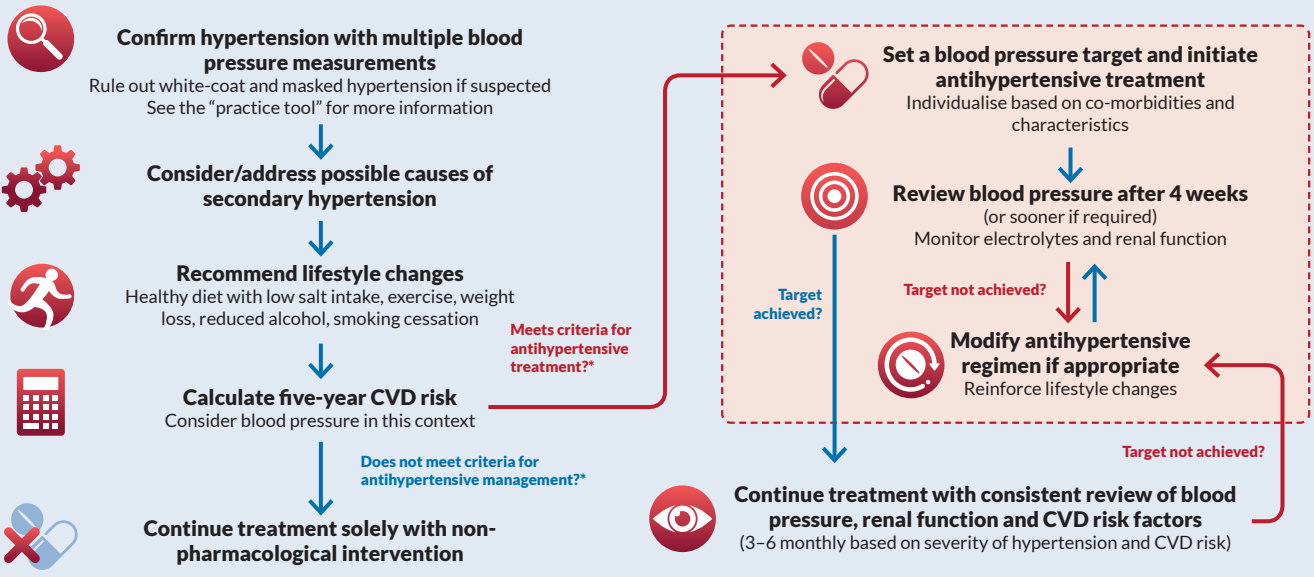 Confirm hypertension with multiple blood
pressure measurements
Rule out white-coat and masked hypertension if suspected
See the “practice tool” for more information
Consider/address possible causes of
secondary hypertension
Recommend lifestyle changes
Healthy diet with low salt intake, exercise, weight
loss, reduced alcohol, smoking cessation
Meets criteria for
antihypertensive
treatment?*
Calculate five-year CVD risk
Consider blood pressure in this context
Does not meet criteria for
antihypertensive management?*
Continue treatment solely with non-
pharmacological intervention
Set a blood pressure target and initiate
antihypertensive treatment
Individualise based on co-morbidities and
characteristics
Review blood pressure after 4 weeks
(or sooner if required)
Monitor electrolytes and renal function
Target
achieved?
Target not achieved?
Modify antihypertensive
regimen if appropriate
Reinforce lifestyle changes
Target not achieved?
Continue treatment with consistent review of blood
pressure, renal function and CVD risk factors
(3–6 monthly based on severity of hypertension and CVD risk)